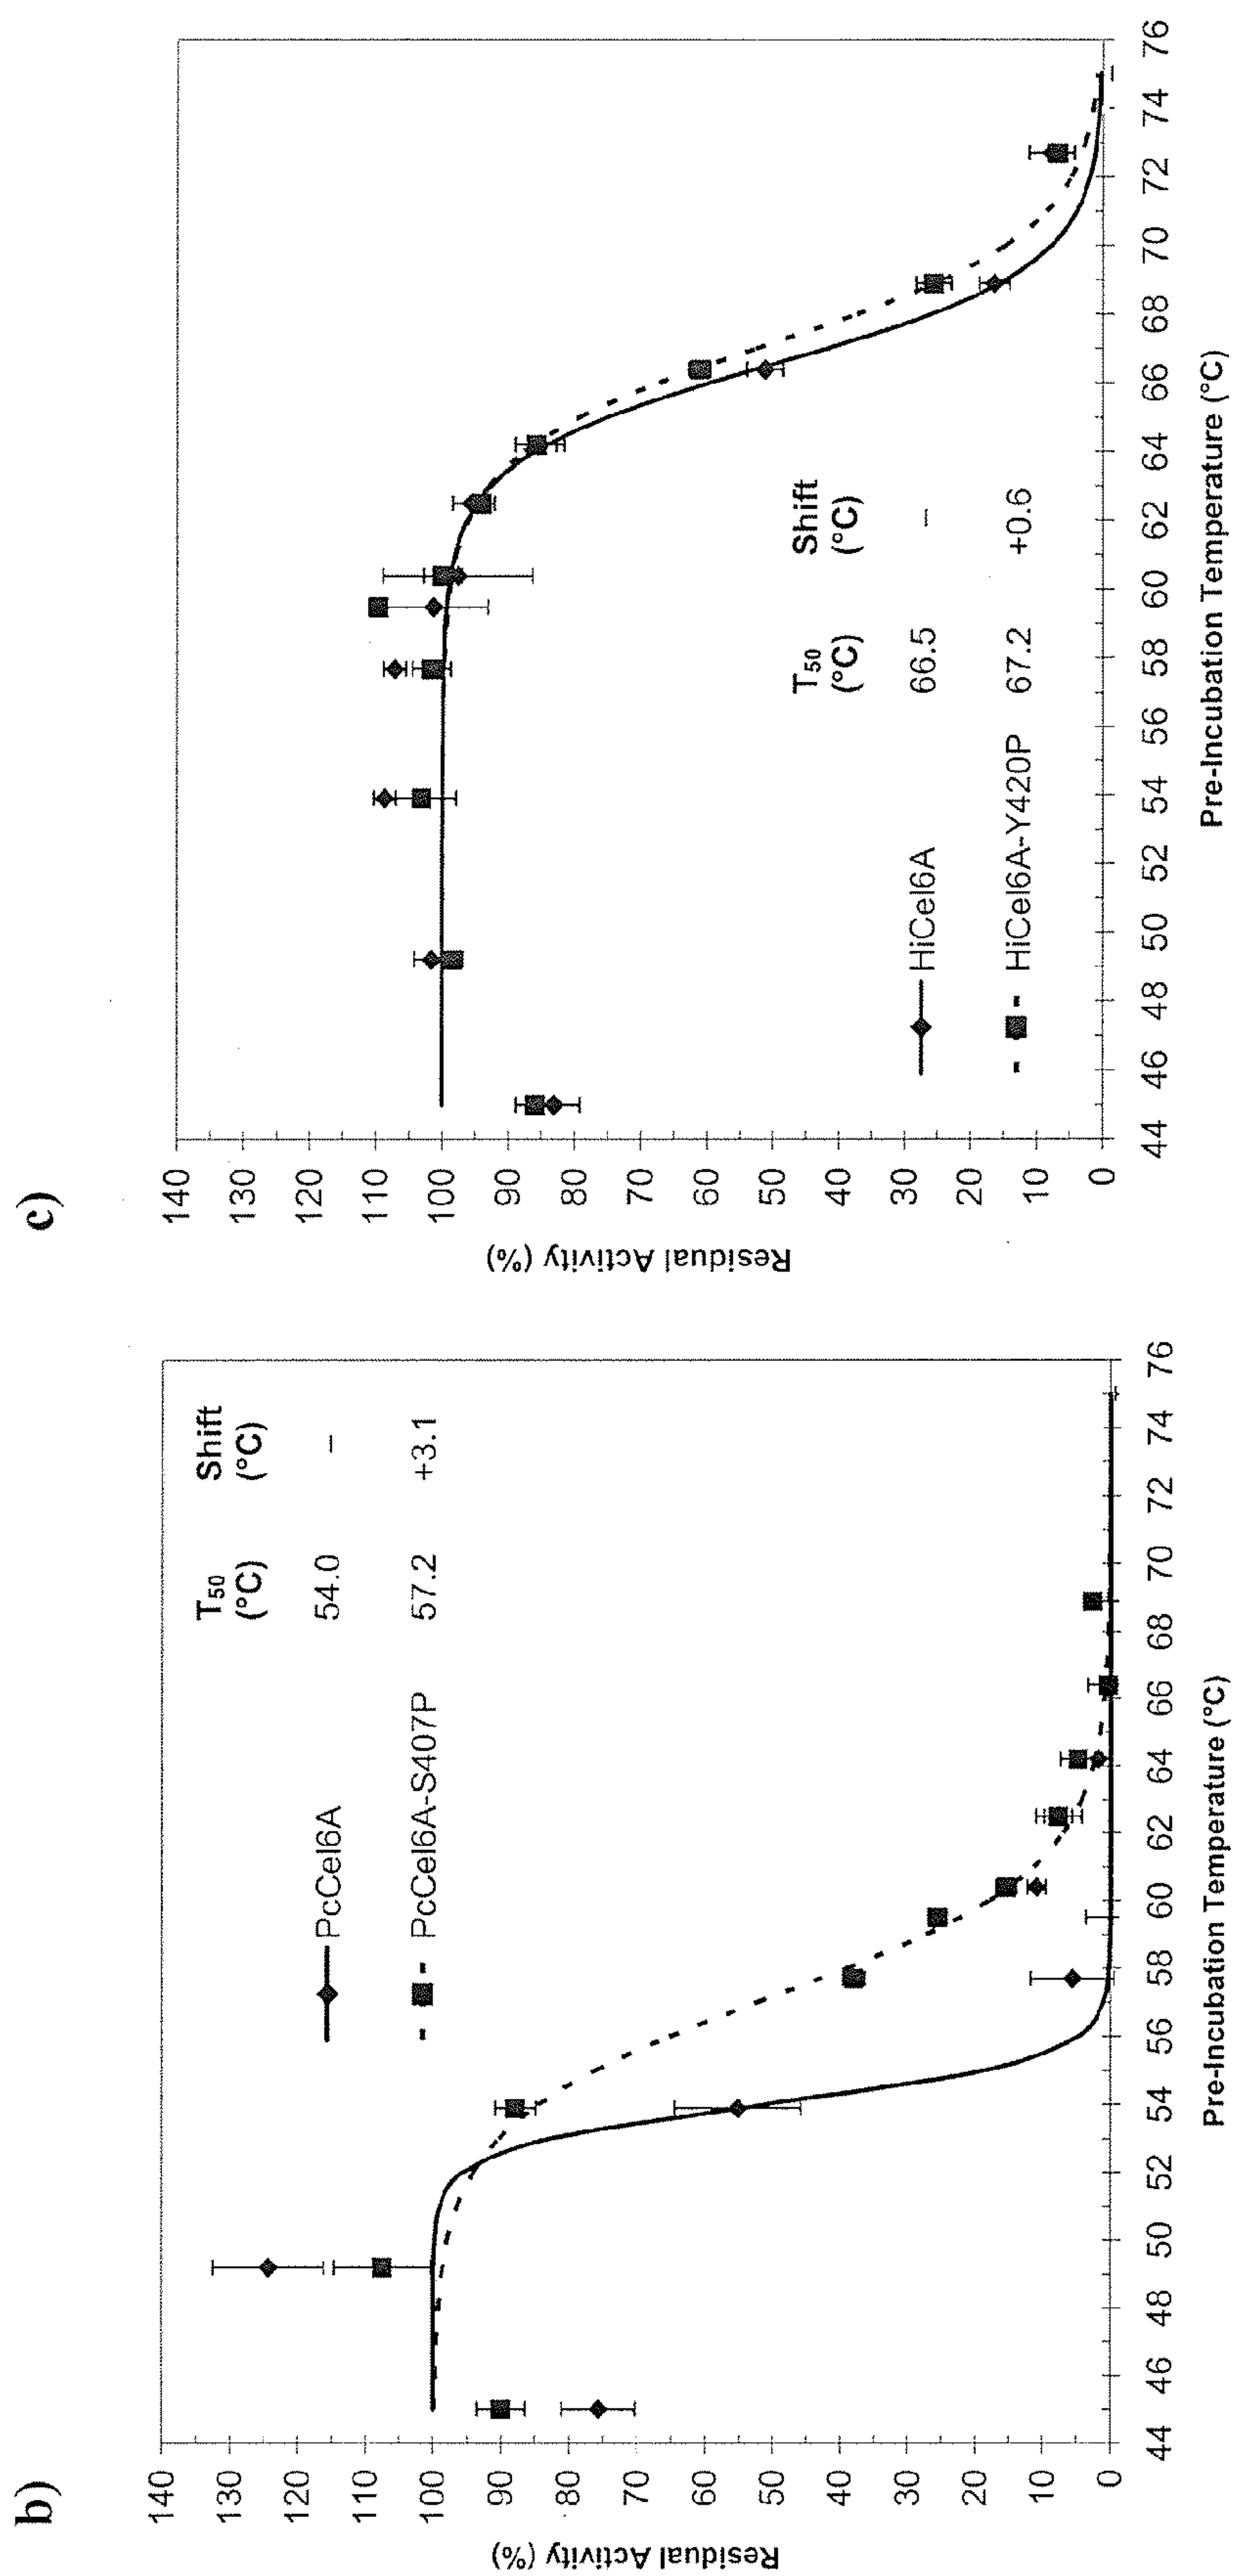 b)
Residual Activity (%)
140
130
120
110
100
90
80
70
60
50
40
30
20
10
0
44 46 48 50 52 54 56 58 60 62 64 66 68 70 72 74 76
Pre-Incubation Temperature (°C)
T50 Shift
(°C) (°C)
PcCel6A 54.0 –
PcCel6A-S407P 57.2 +3.1
c)
Residual Activity (%)
140
130
120
110
100
90
80
70
60
50
40
30
20
10
0
44 46 48 50 52 54 56 58 60 62 64 66 68 70 72 74 76
Pre-Incubation Temperature (°C)
T50 Shift
(°C) (°C)
HiCel6A 66.5 –
HiCel6A-Y420P 67.2 +0.6